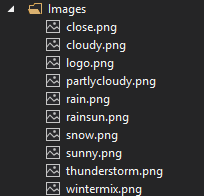 Images
close.png
cloudy.png
logo.png
partlycloudy.png
rain.png
rainsun.png
snow.png
sunny.png
thunderstorm.png
wintermix.png